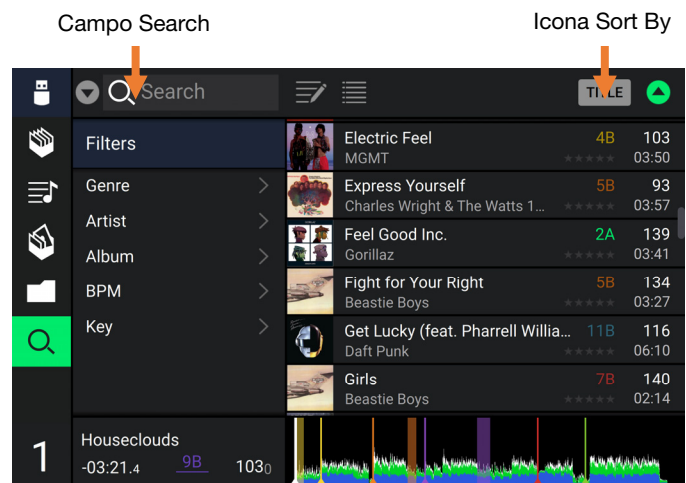 Campo Search
Icona Sort By
Search
TITLE
Filters
Genre
Artist
Album
BPM
Key
Electric Feel 4B 103
MGMT ★★★★★ 03:50
Express Yourself 5B 93
Charles Wright & The Watts 1... ★★★★★ 03:57
Feel Good Inc. 2A 139
Gorillaz ★★★★★ 03:41
Fight for Your Right 5B 134
Beastie Boys ★★★★★ 03:27
Get Lucky (feat. Pharrell Willia... 11B 116
Daft Punk ★★★★★ 06:10
Girls 7B 140
Beastie Boys ★★★★★ 02:14
1
Houseclouds
-03:21.4 9B 1030